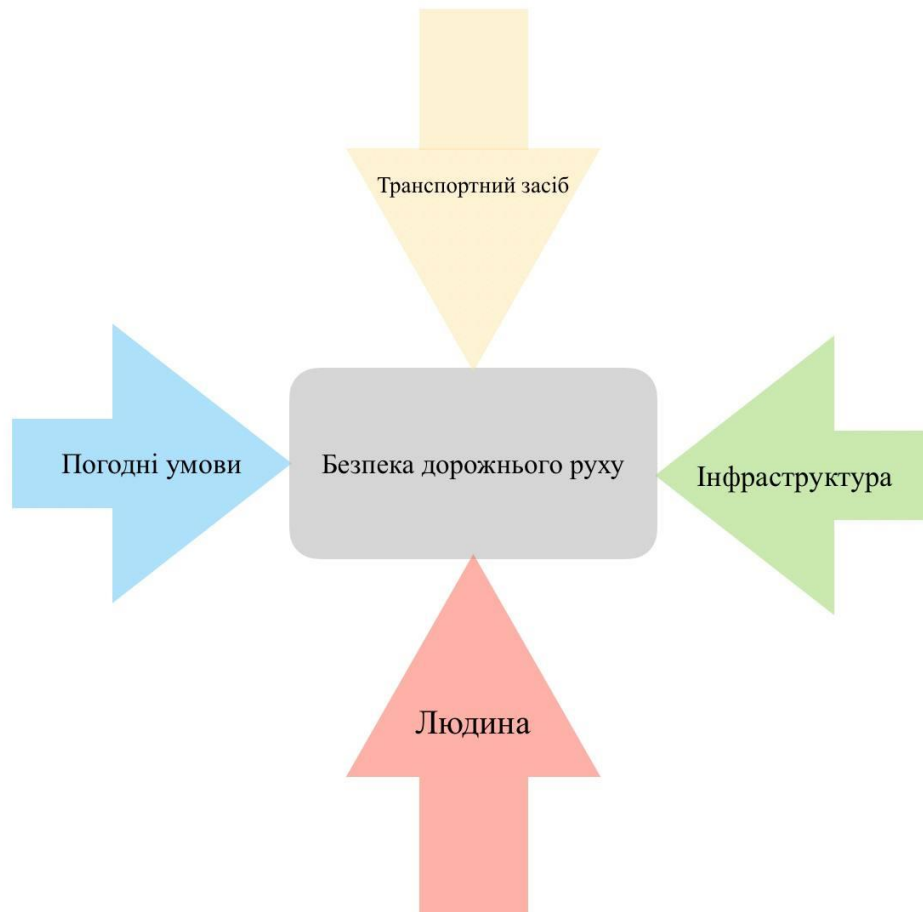 Транспортний засіб
Погодні умови
Безпека дорожнього руху
Інфраструктура
Людина